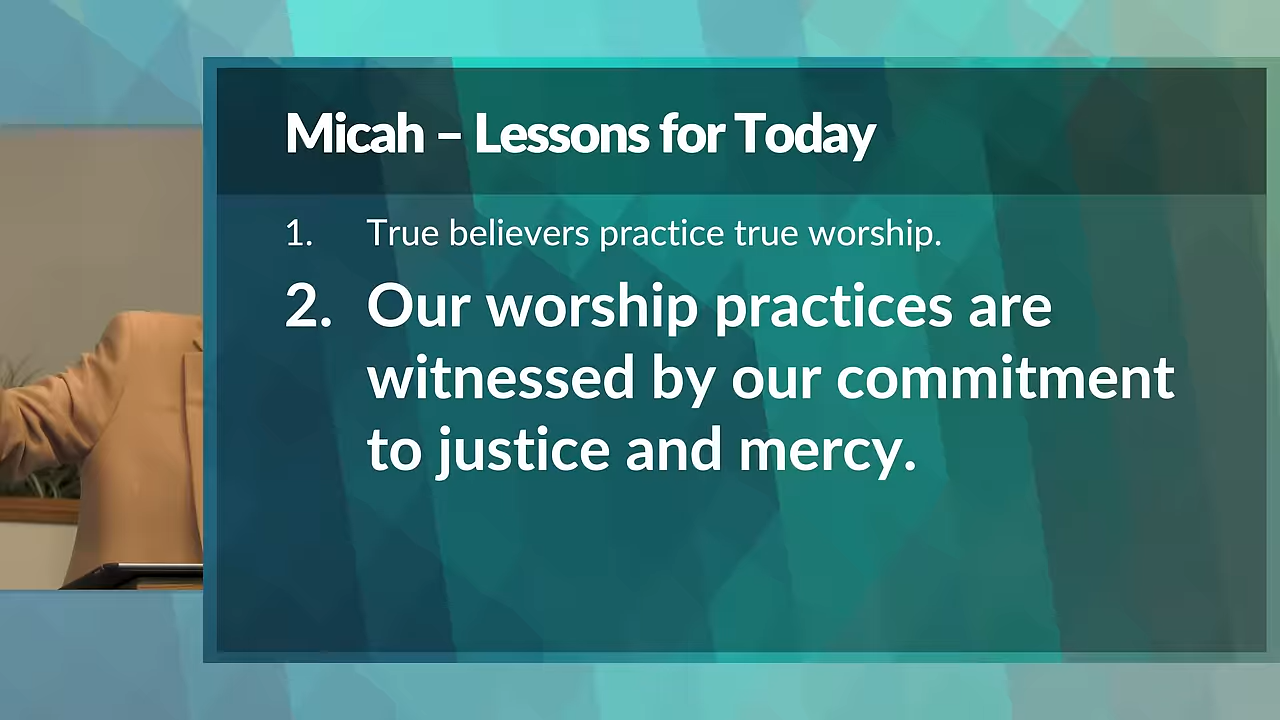 Micah – Lessons for Today
1. True believers practice true worship.
2. Our worship practices are
witnessed by our commitment
to justice and mercy.